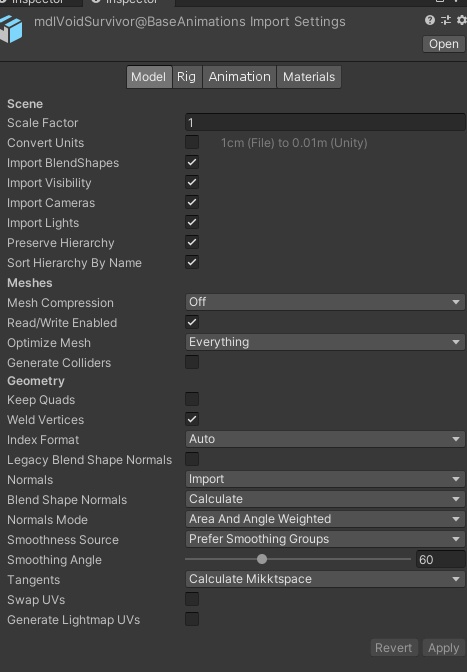 Inspector Inspector
mdlVoidSurvivor@BaseAnimations Import Settings
Open
Model Rig Animation Materials
Scene
Scale Factor 1
Convert Units 1cm (File) to 0.01m (Unity)
Import BlendShapes
Import Visibility
Import Cameras
Import Lights
Preserve Hierarchy
Sort Hierarchy By Name
Meshes
Mesh Compression Off
Read/Write Enabled
Optimize Mesh Everything
Generate Colliders
Geometry
Keep Quads
Weld Vertices
Index Format Auto
Legacy Blend Shape Normals
Normals Import
Blend Shape Normals Calculate
Normals Mode Area And Angle Weighted
Smoothness Source Prefer Smoothing Groups
Smoothing Angle 60
Tangents Calculate Mikktspace
Swap UVs
Generate Lightmap UVs
Revert Apply